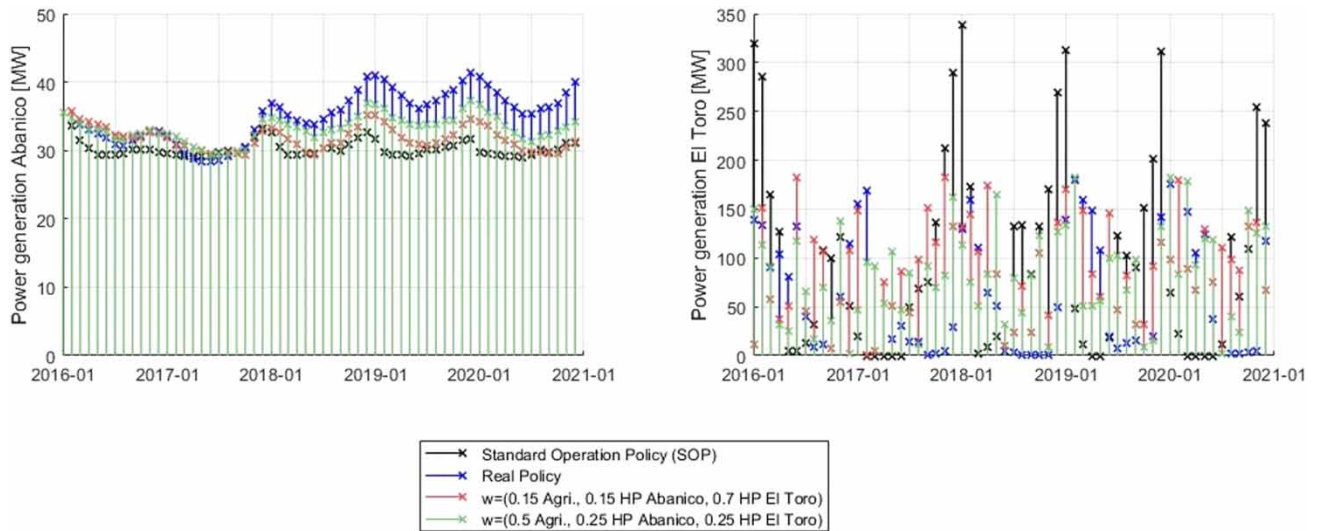 50
40
30
20
10
0
Power generation Abanico [MW]
2016-01 2017-01 2018-01 2019-01 2020-01 2021-01
350
300
250
200
150
100
50
0
Power generation El Toro [MW]
2016-01 2017-01 2018-01 2019-01 2020-01 2021-01
Standard Operation Policy (SOP)
Real Policy
w=(0.15 Agri., 0.15 HP Abanico, 0.7 HP El Toro)
w=(0.5 Agri., 0.25 HP Abanico, 0.25 HP El Toro)